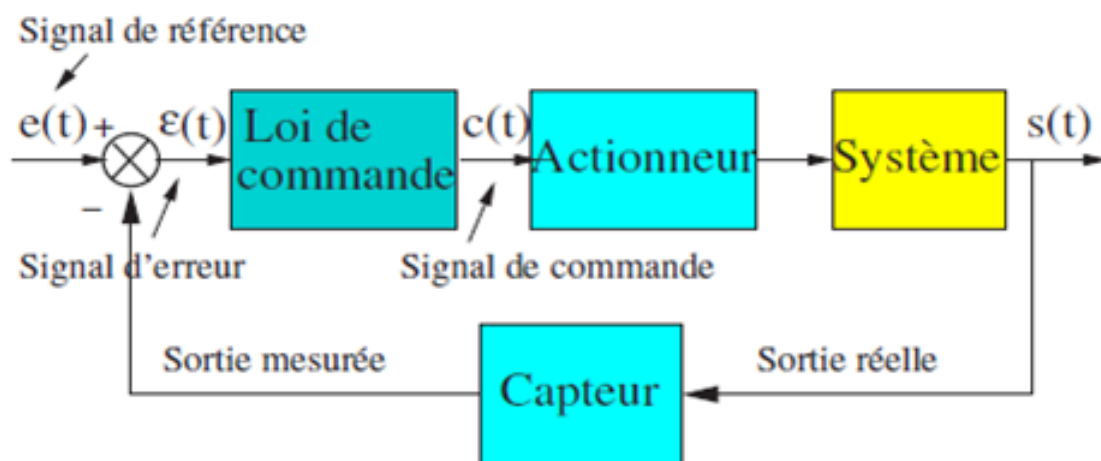 Signal de référence
e(t) +
ε(t)
Loi de
commande
c(t)
Actionneur
Système
s(t)
−
Signal d'erreur
Signal de commande
Sortie mesurée
Capteur
Sortie réelle